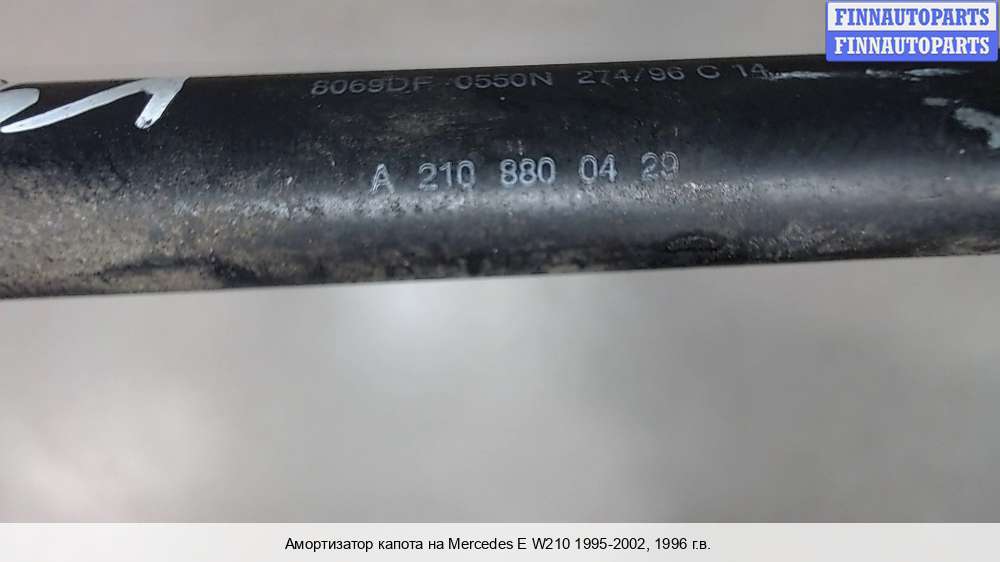 FINNAUTOPARTS
FINNAUTOPARTS
8069DF 0550N 274/96 C 14
A 210 880 04 29
Амортизатор капота на Mercedes E W210 1995-2002, 1996 г.в.